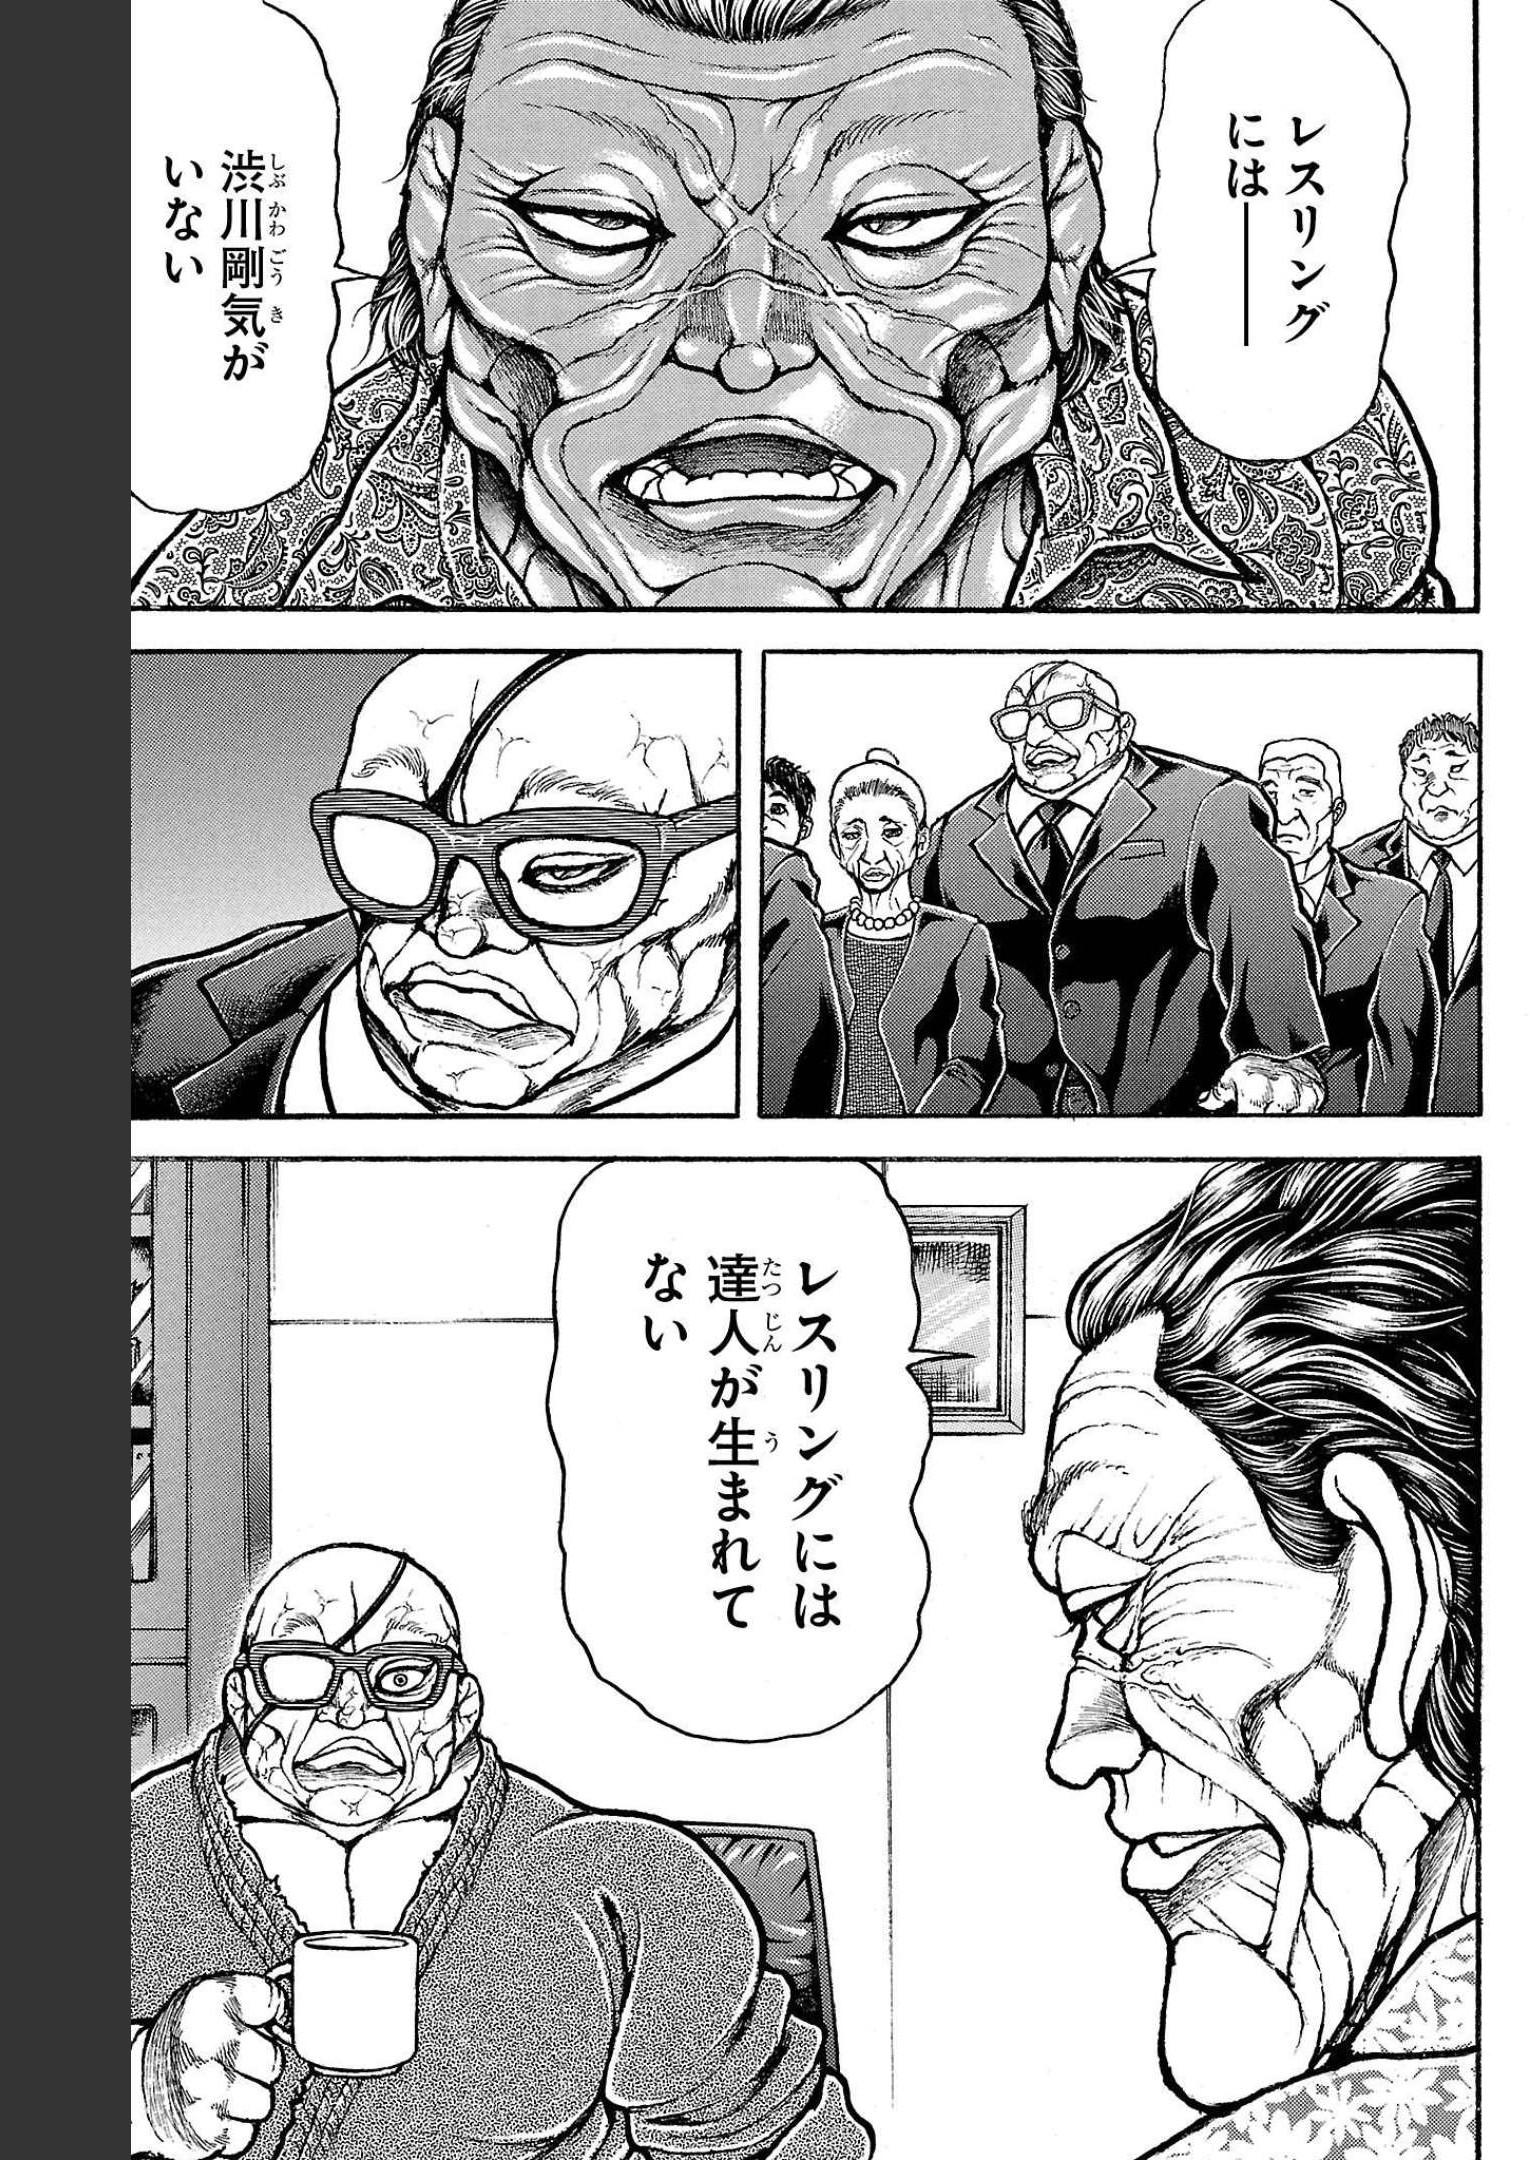 レスリング
には──
渋川剛気が
いない
レスリングには
達人が生まれて
ない